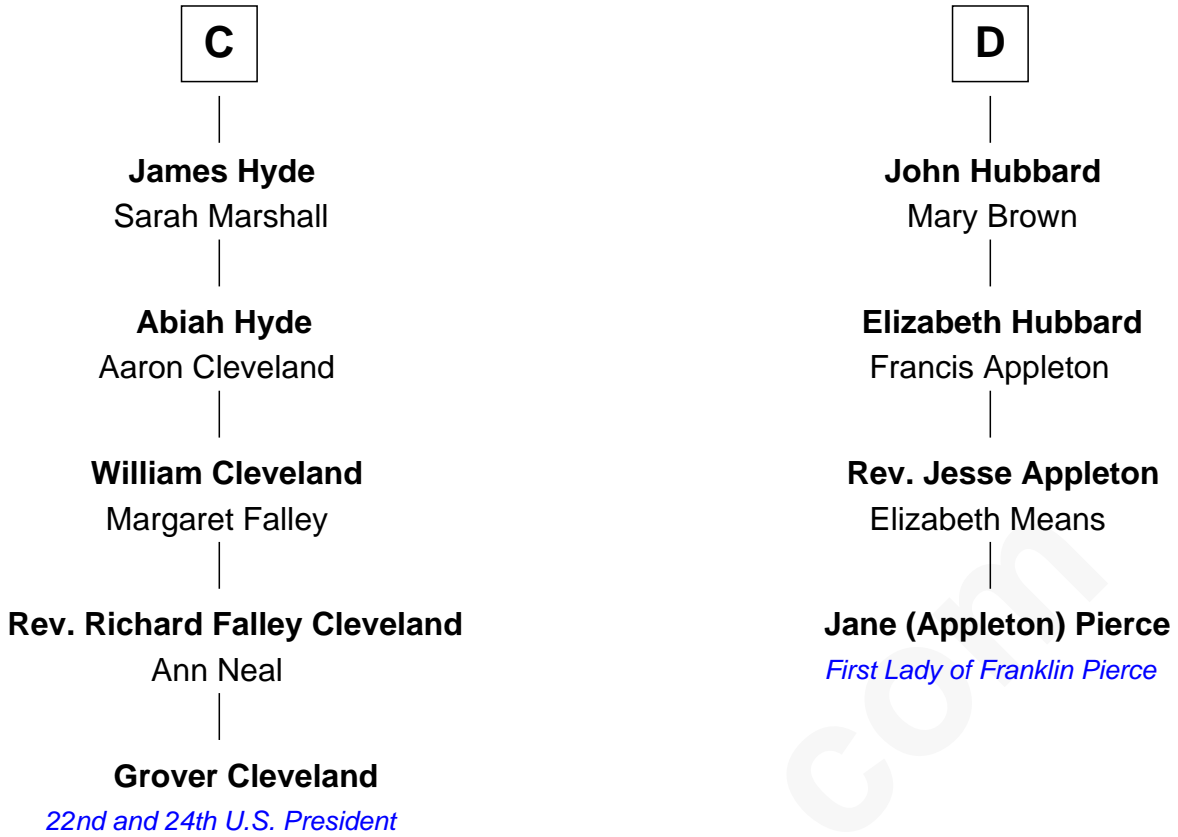 C
James Hyde
Sarah Marshall
Abiah Hyde
Aaron Cleveland
William Cleveland
Margaret Falley
Rev. Richard Falley Cleveland
Ann Neal
Grover Cleveland
22nd and 24th U.S. President
D
John Hubbard
Mary Brown
Elizabeth Hubbard
Francis Appleton
Rev. Jesse Appleton
Elizabeth Means
Jane (Appleton) Pierce
First Lady of Franklin Pierce
com